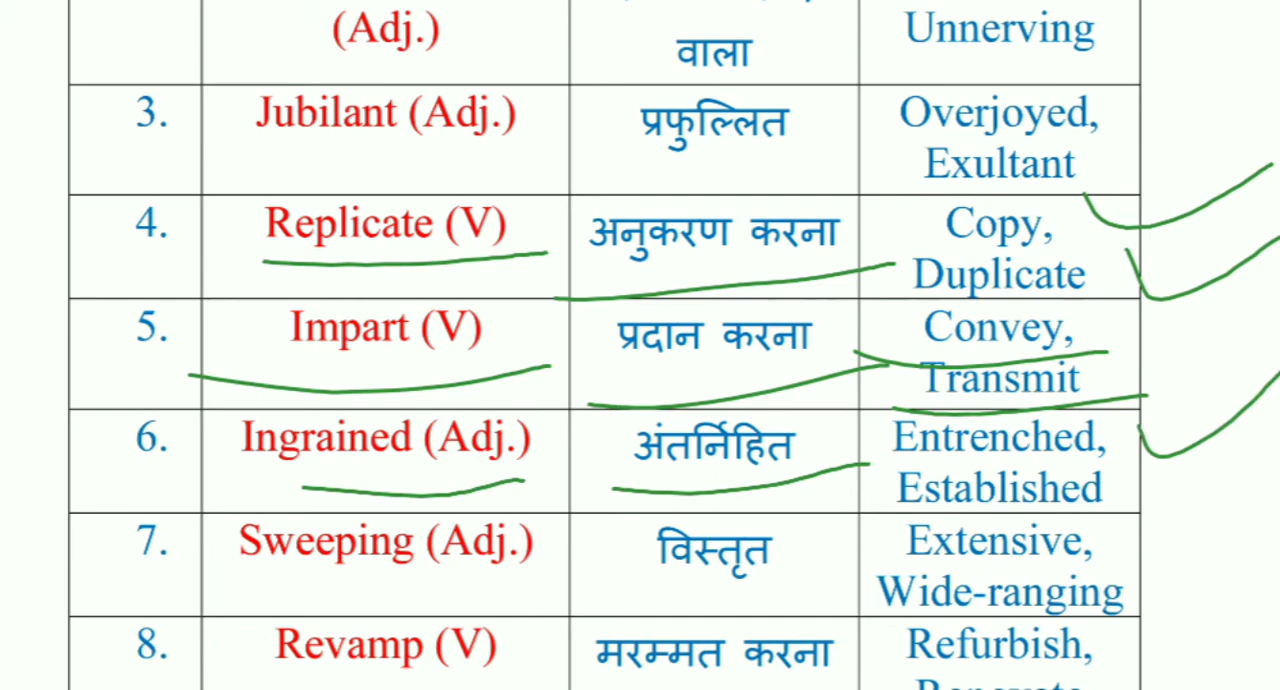 (Adj.)
वाला
Unnerving
3.
Jubilant (Adj.)
प्रफुल्लित
Overjoyed,
Exultant
4.
Replicate (V)
अनुकरण करना
Copy,
Duplicate
5.
Impart (V)
प्रदान करना
Convey,
Transmit
6.
Ingrained (Adj.)
अंतर्निहित
Entrenched,
Established
7.
Sweeping (Adj.)
विस्तृत
Extensive,
Wide-ranging
8.
Revamp (V)
मरम्मत करना
Refurbish,